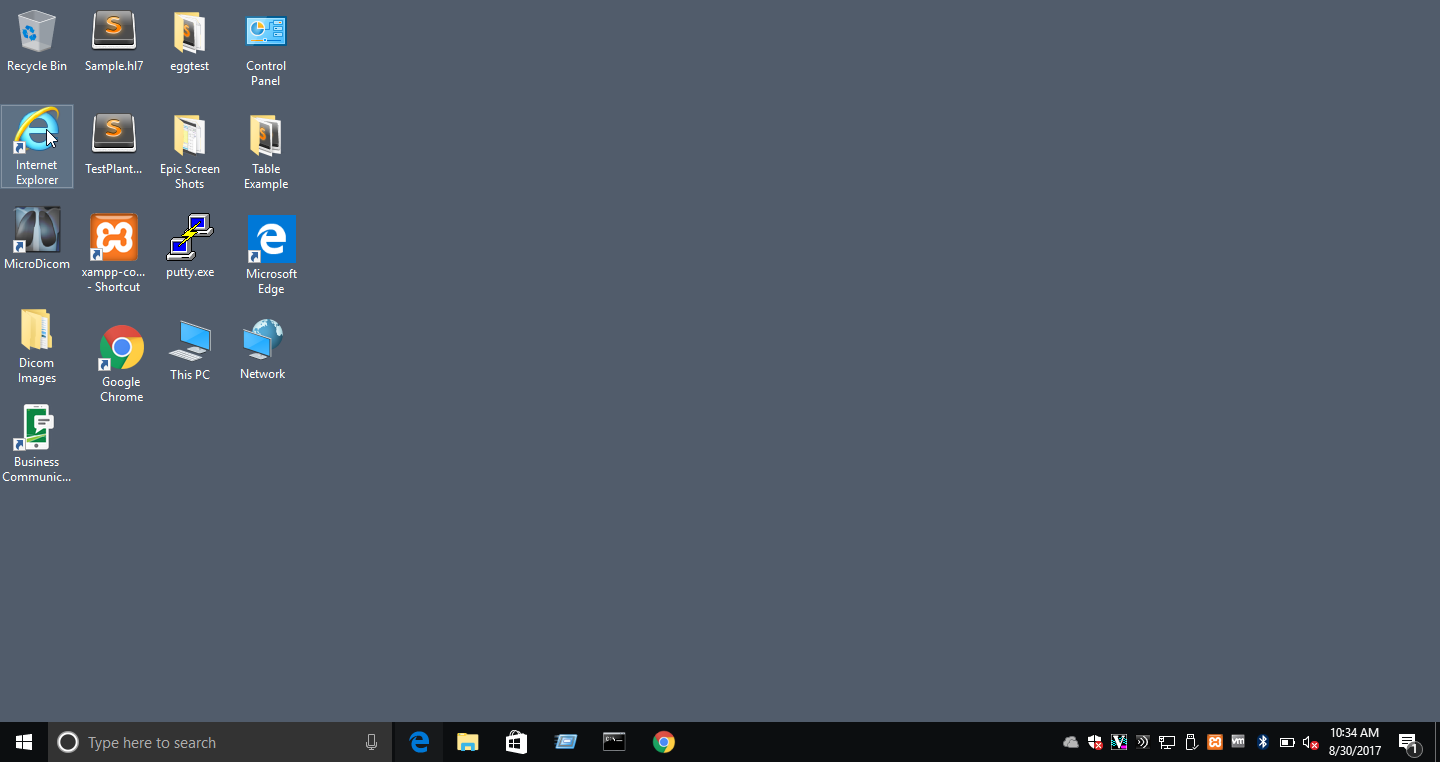 Recycle Bin
Sample.hl7
eggtest
Control
Panel
Internet
Explorer
TestPlant...
Epic Screen
Shots
Table
Example
MicroDicom
xampp-co...
- Shortcut
putty.exe
Microsoft
Edge
Dicom
Images
Google
Chrome
This PC
Network
Business
Communic...
Type here to search
10:34 AM
8/30/2017
1